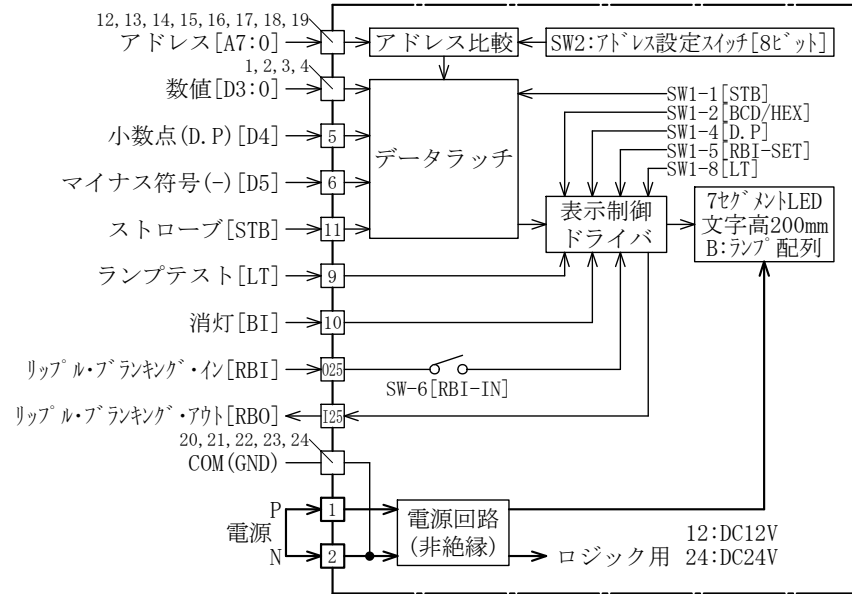 12, 13, 14, 15, 16, 17, 18, 19
アドレス[A7:0]
アドレス比較
SW2:アドレス設定スイッチ[8ビット]
1, 2, 3, 4
数値[D3:0]
SW1-1[STB]
SW1-2[BCD/HEX]
小数点(D.P)[D4]
5
SW1-4[D.P]
データラッチ
SW1-5[RBI-SET]
SW1-8[LT]
マイナス符号(-)[D5]
6
表示制御
ドライバ
7セグメントLED
文字高200mm
B:ランプ配列
ストローブ[STB]
11
ランプテスト[LT]
9
消灯[BI]
10
リップル・ブランキング・イン[RBI]
O25
SW-6[RBI-IN]
リップル・ブランキング・アウト[RBO]
I25
20, 21, 22, 23, 24
COM(GND)
P
1
電源
N
2
電源回路
(非絶縁)
ロジック用
12:DC12V
24:DC24V